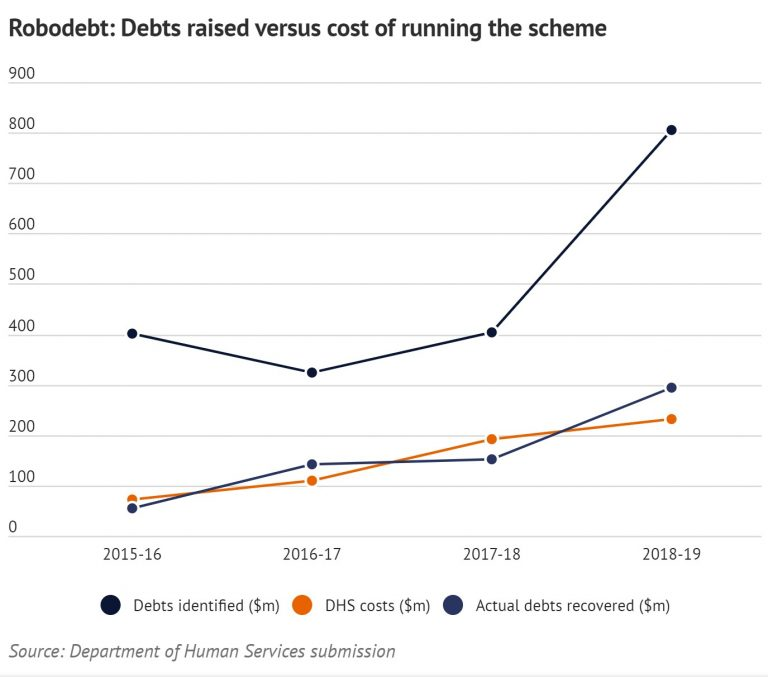 Robodebt: Debts raised versus cost of running the scheme
900
800
700
600
500
400
300
200
100
0
2015-16 2016-17 2017-18 2018-19
Debts identified ($m) DHS costs ($m) Actual debts recovered ($m)
Source: Department of Human Services submission